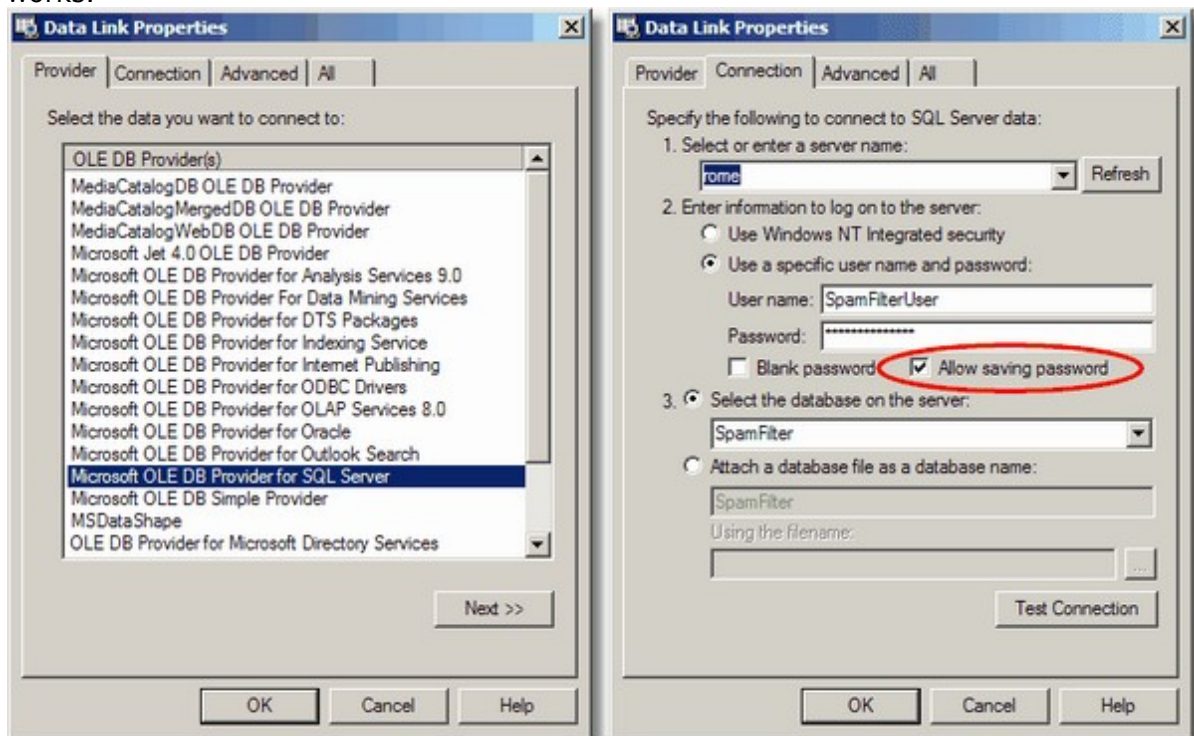 works.
Data Link Properties
Provider Connection Advanced All
Select the data you want to connect to:
OLE DB Provider(s)
MediaCatalogDB OLE DB Provider
MediaCatalogMergedDB OLE DB Provider
MediaCatalogWebDB OLE DB Provider
Microsoft Jet 4.0 OLE DB Provider
Microsoft OLE DB Provider for Analysis Services 9.0
Microsoft OLE DB Provider For Data Mining Services
Microsoft OLE DB Provider for DTS Packages
Microsoft OLE DB Provider for Indexing Service
Microsoft OLE DB Provider for Internet Publishing
Microsoft OLE DB Provider for ODBC Drivers
Microsoft OLE DB Provider for OLAP Services 8.0
Microsoft OLE DB Provider for Oracle
Microsoft OLE DB Provider for Outlook Search
Microsoft OLE DB Provider for SQL Server
Microsoft OLE DB Simple Provider
MSDataShape
OLE DB Provider for Microsoft Directory Services
Next >>
OK Cancel Help
Data Link Properties
Provider Connection Advanced All
Specify the following to connect to SQL Server data:
1. Select or enter a server name:
rome Refresh
2. Enter information to log on to the server:
Use Windows NT Integrated security
Use a specific user name and password:
User name: SpamFilterUser
Password: **************
Blank password Allow saving password
3. Select the database on the server:
SpamFilter
Attach a database file as a database name:
SpamFilter
Using the filename:
...
Test Connection
OK Cancel Help